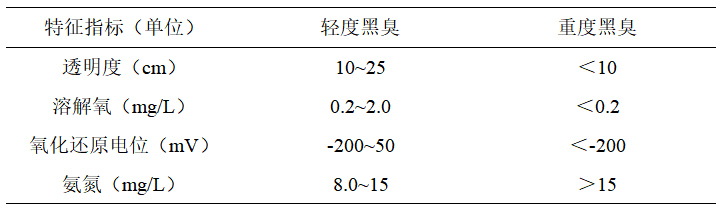 特征指标（单位） 轻度黑臭 重度黑臭
透明度（cm） 10~25 ＜10
溶解氧（mg/L） 0.2~2.0 ＜0.2
氧化还原电位（mV） -200~50 ＜-200
氨氮（mg/L） 8.0~15 ＞15